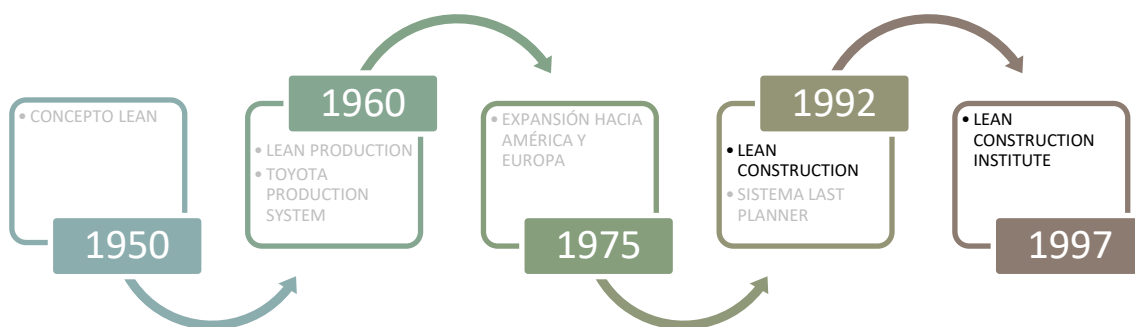 • CONCEPTO LEAN
1950
1960
• LEAN PRODUCTION
• TOYOTA
PRODUCTION
SYSTEM
• EXPANSIÓN HACIA
AMÉRICA Y
EUROPA
1975
1992
• LEAN
CONSTRUCTION
• SISTEMA LAST
PLANNER
• LEAN
CONSTRUCTION
INSTITUTE
1997